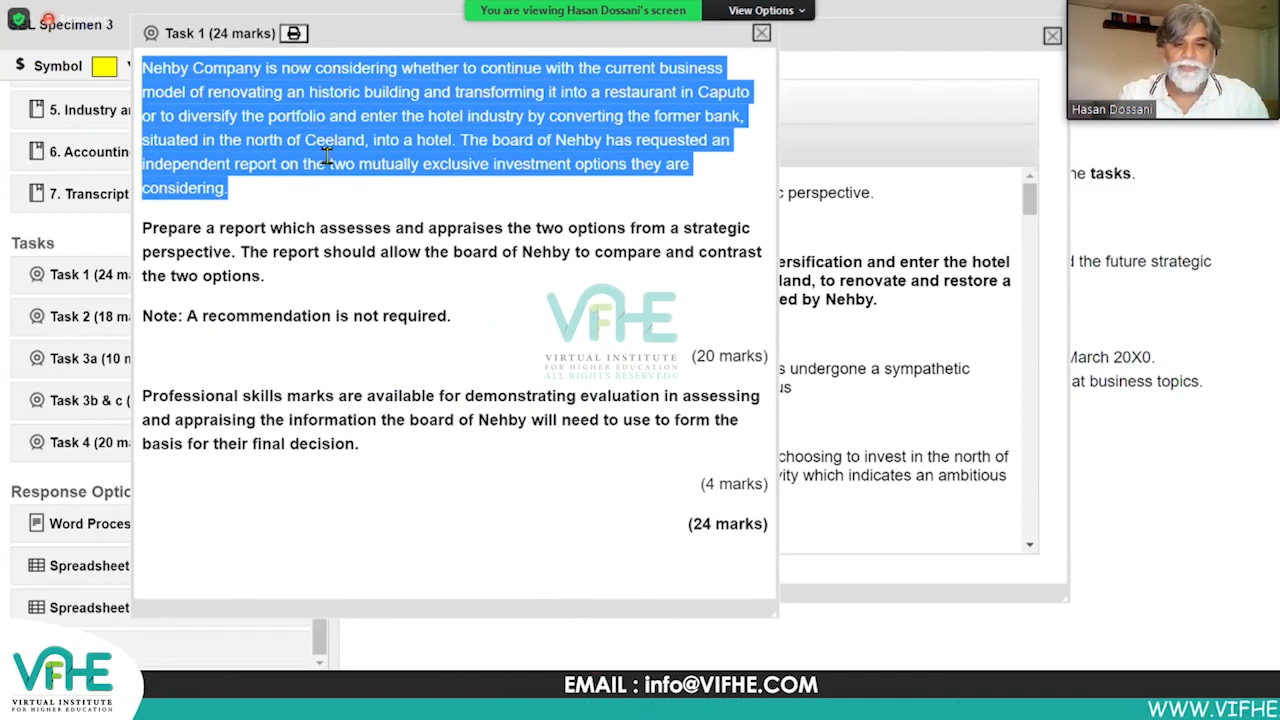 You are viewing Hasan Dossani's screen
View Options
L Specimen 3
Symbol
5. Industry an
6. Accountin
7. Transcript
Tasks
Task 1 (24 ma
Task 2 (18 ma
Task 3a (10 m
Task 3b & c (
Task 4 (20 ma
Response Optio
Word Proces
Spreadsheet
Spreadsheet
Task 1 (24 marks)
Nehby Company is now considering whether to continue with the current business
model of renovating an historic building and transforming it into a restaurant in Caputo
or to diversify the portfolio and enter the hotel industry by converting the former bank,
situated in the north of Ceeland, into a hotel. The board of Nehby has requested an
independent report on the two mutually exclusive investment options they are
considering.
Prepare a report which assesses and appraises the two options from a strategic
perspective. The report should allow the board of Nehby to compare and contrast
the two options.
Note: A recommendation is not required.
(20 marks)
Professional skills marks are available for demonstrating evaluation in assessing
and appraising the information the board of Nehby will need to use to form the
basis for their final decision.
(4 marks)
(24 marks)
VIFHE
VIRTUAL INSTITUTE
FOR HIGHER EDUCATION
ALL RIGHTS RESERVED©
c perspective.
ersification and enter the hotel
land, to renovate and restore a
ed by Nehby.
s undergone a sympathetic
us
choosing to invest in the north of
vity which indicates an ambitious
he tasks.
d the future strategic
March 20X0.
at business topics.
Hasan Dossani
VIFHE
VIRTUAL INSTITUTE
FOR HIGHER EDUCATION
EMAIL : info@VIFHE.COM
WWW.VIFHE